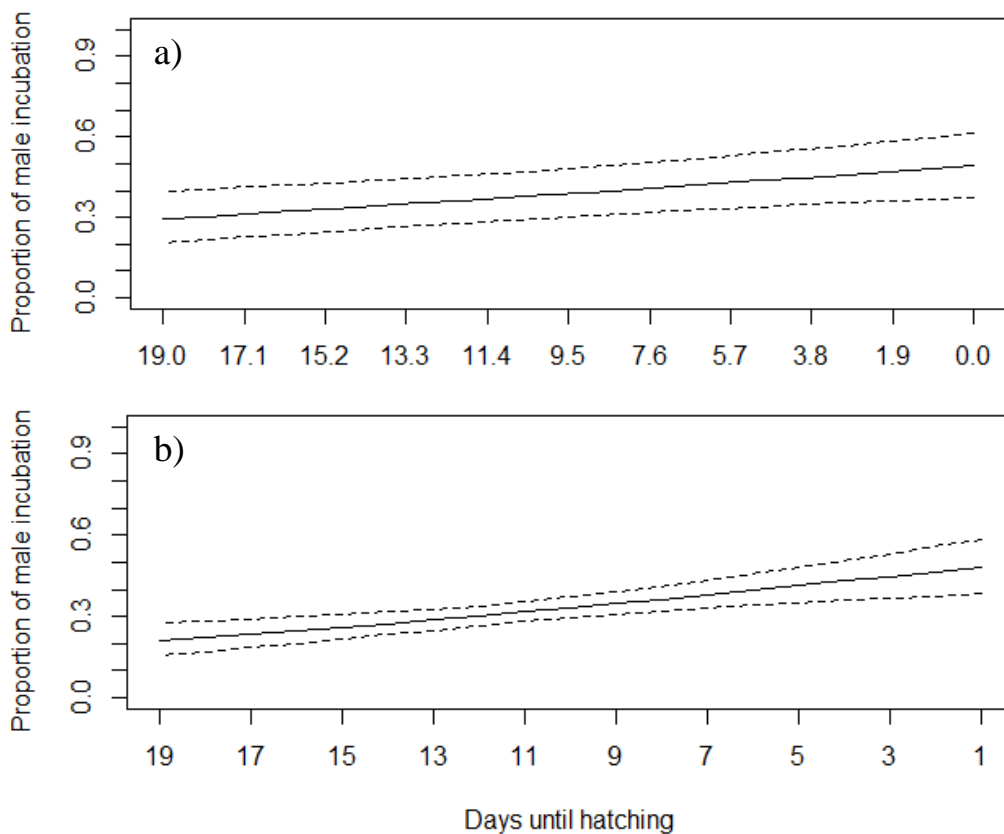 a)
Proportion of male incubation
0.9
0.6
0.3
0.0
19.0 17.1 15.2 13.3 11.4 9.5 7.6 5.7 3.8 1.9 0.0
b)
Proportion of male incubation
0.9
0.6
0.3
0.0
19 17 15 13 11 9 7 5 3 1
Days until hatching